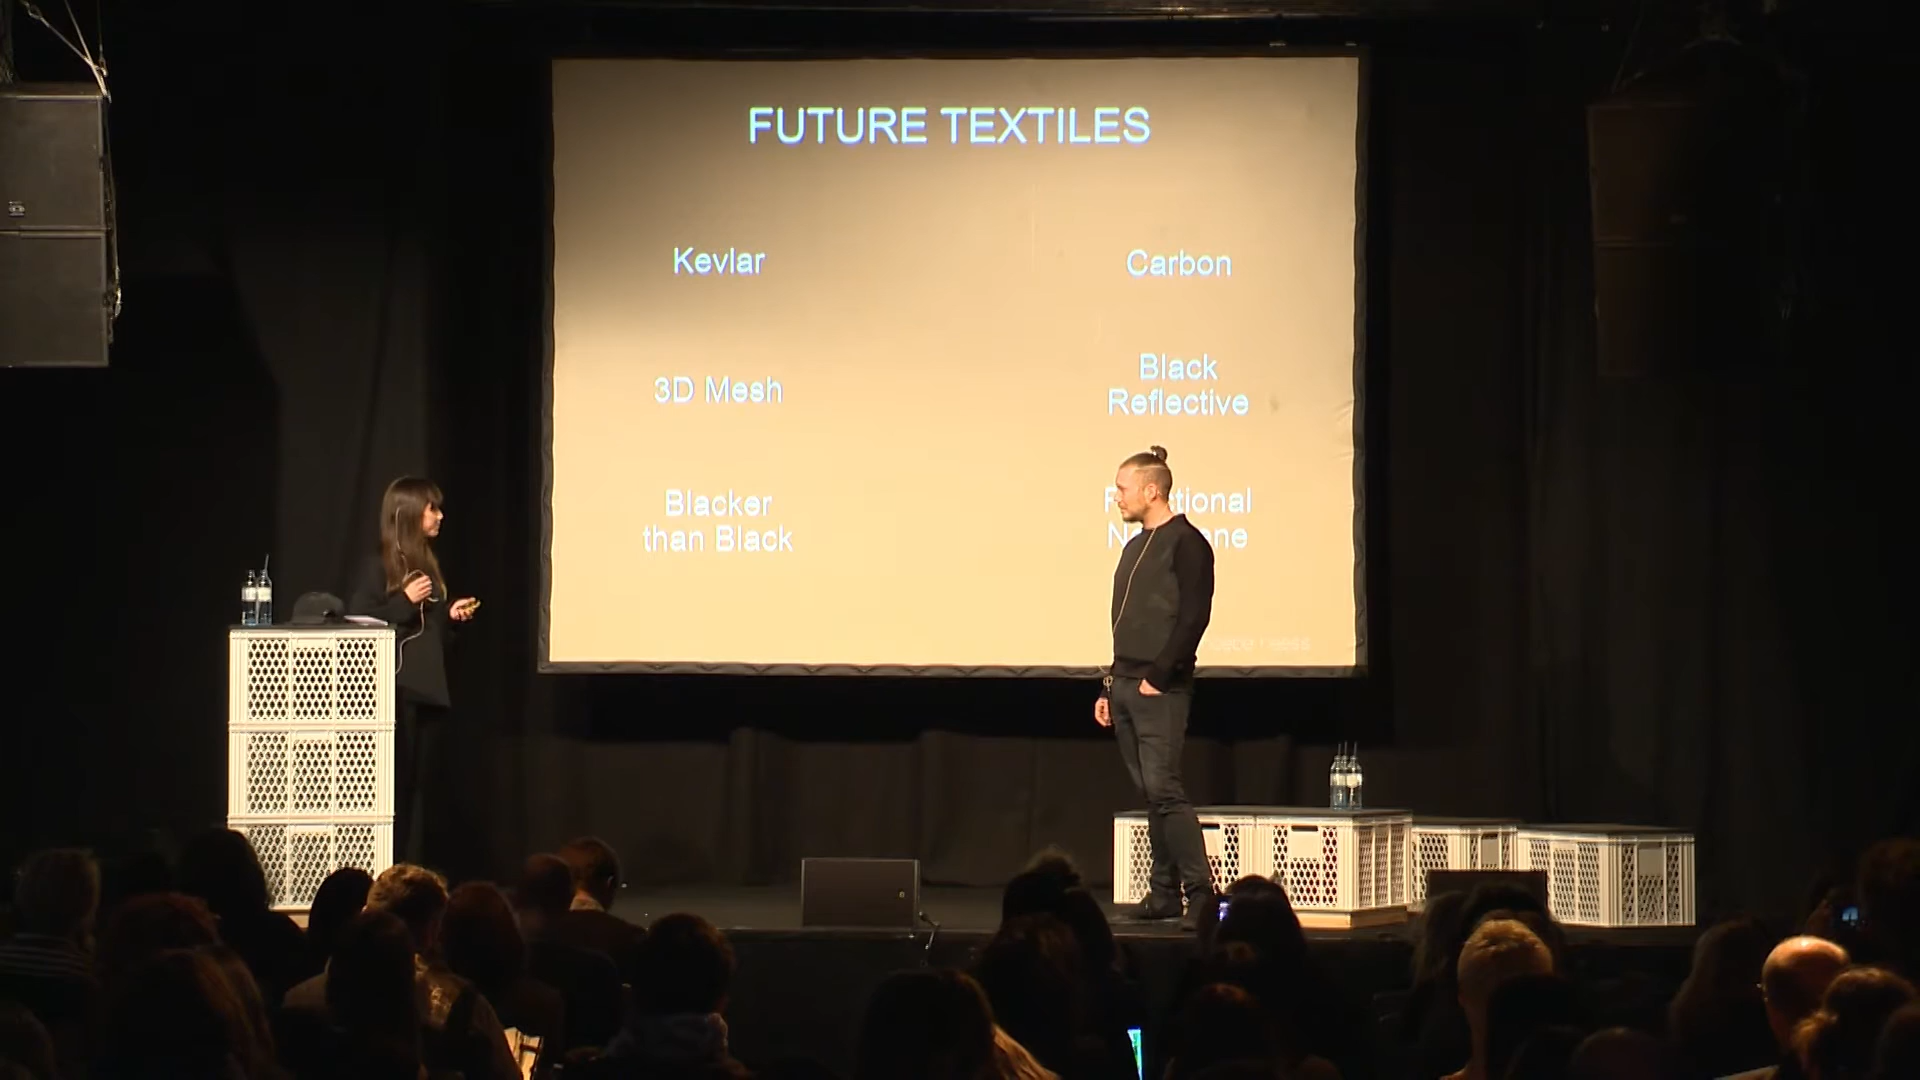 FUTURE TEXTILES
Kevlar
Carbon
3D Mesh
Black
Reflective
Blacker
than Black